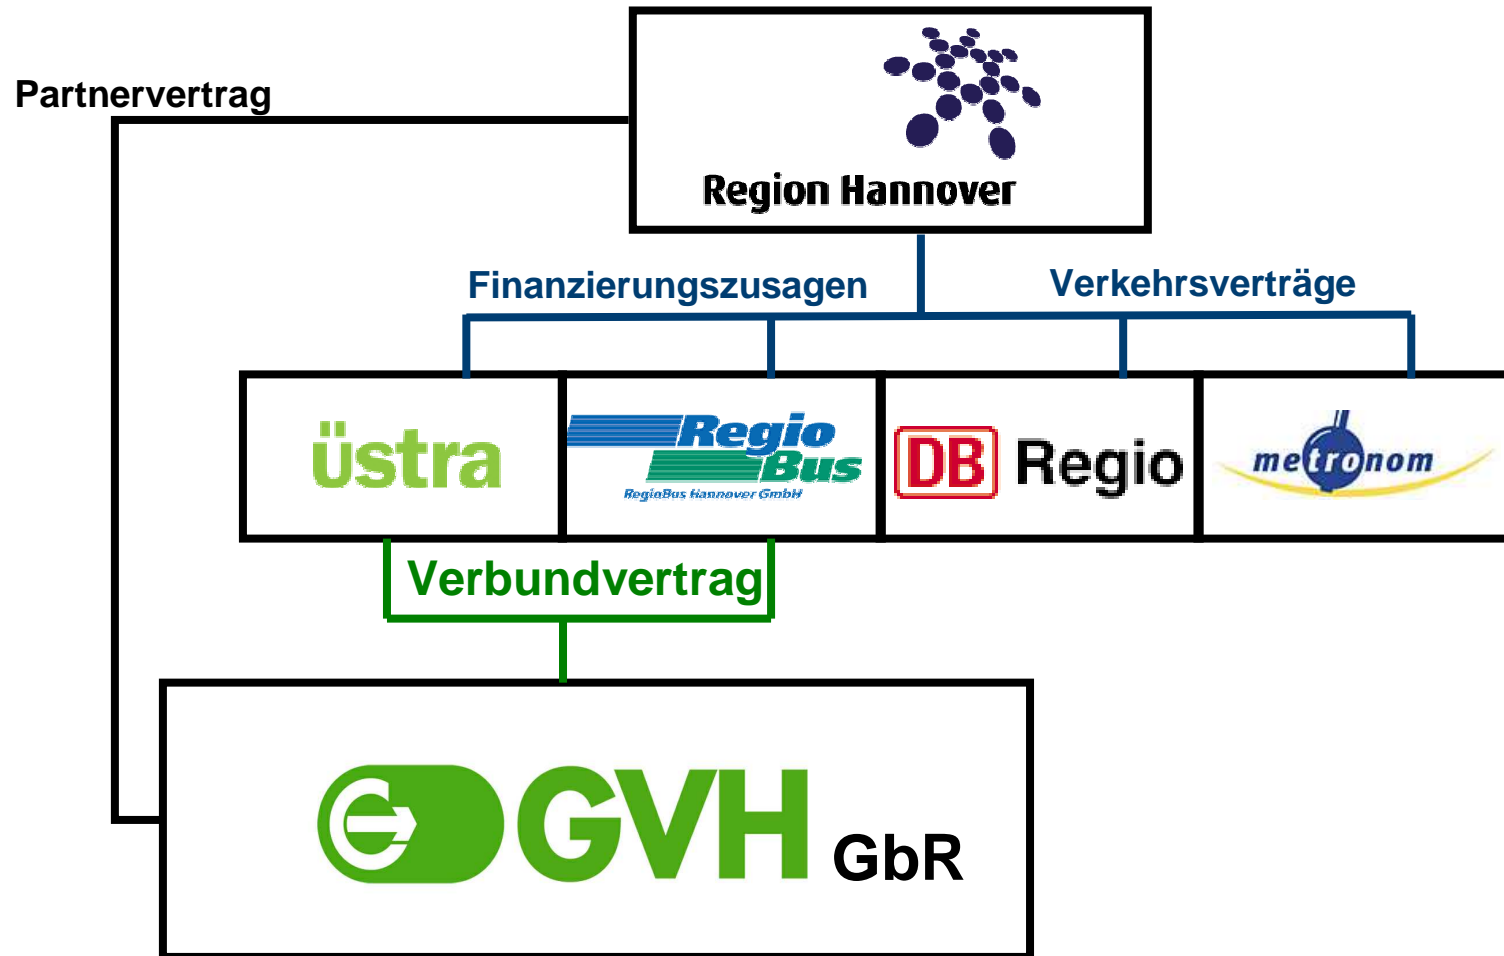 Partnervertrag
Region Hannover
Finanzierungszusagen
Verkehrsverträge
üstra
Regio
Bus
RegioBus Hannover GmbH
DB Regio
metronom
Verbundvertrag
GVH GbR